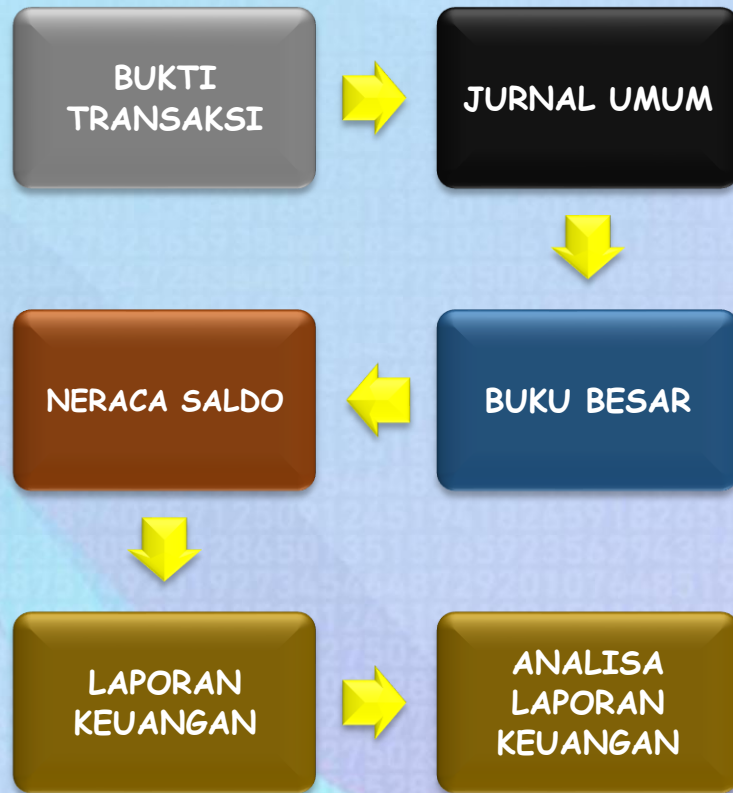 BUKTI
TRANSAKSI
JURNAL UMUM
BUKU BESAR
NERACA SALDO
LAPORAN
KEUANGAN
ANALISA
LAPORAN
KEUANGAN